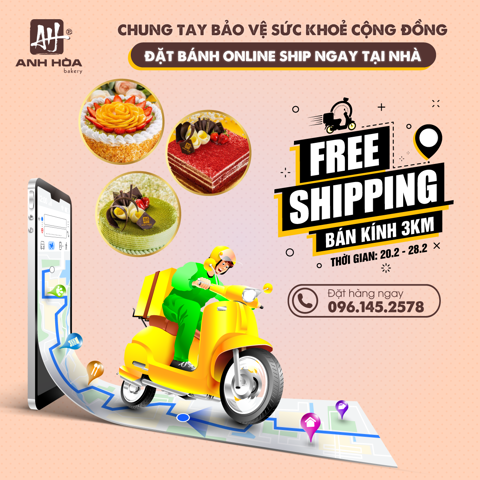 AH®
ANH HÒA
bakery
CHUNG TAY BẢO VỆ SỨC KHOẺ CỘNG ĐỒNG
ĐẶT BÁNH ONLINE SHIP NGAY TẠI NHÀ
FREE
SHIPPING
BÁN KÍNH 3KM
THỜI GIAN: 20.2 - 28.2
Đặt hàng ngay
096.145.2578